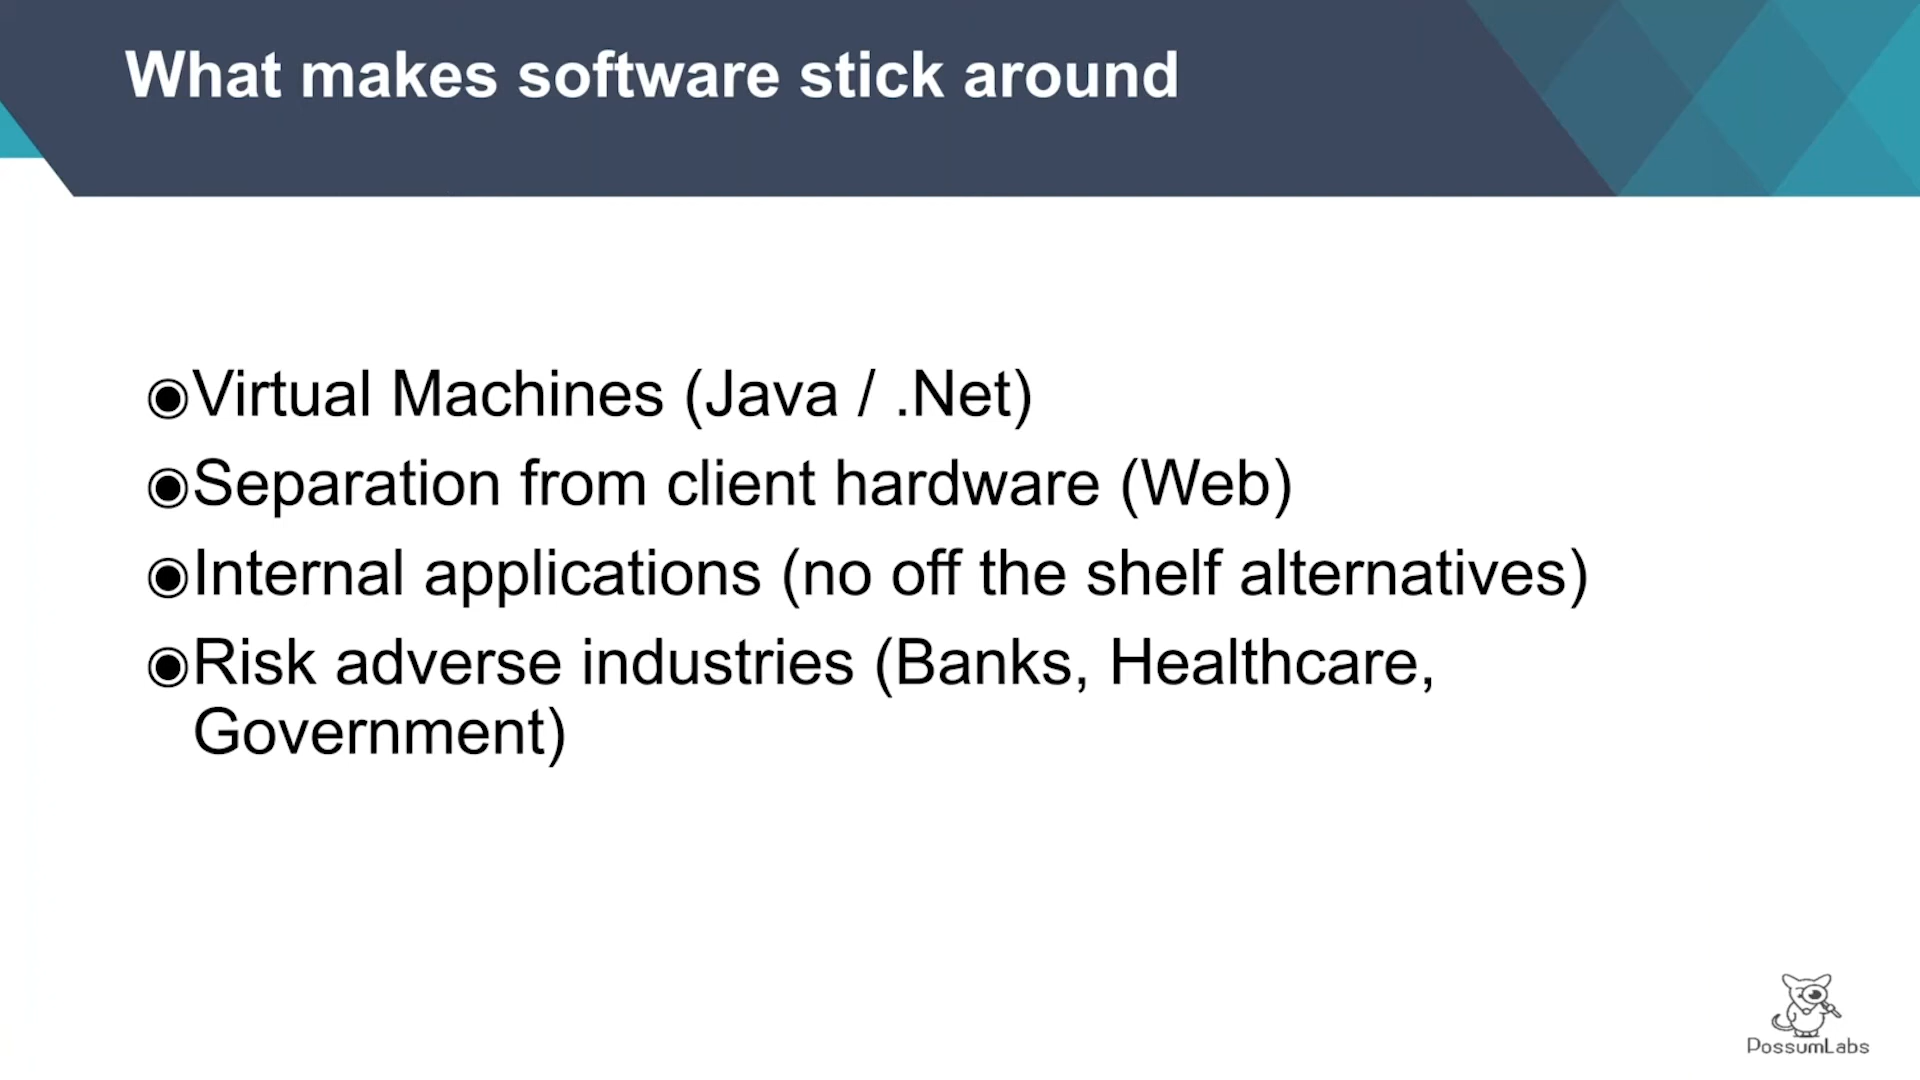 What makes software stick around
◉Virtual Machines (Java / .Net)
◉Separation from client hardware (Web)
◉Internal applications (no off the shelf alternatives)
◉Risk adverse industries (Banks, Healthcare,
Government)
PossumLabs